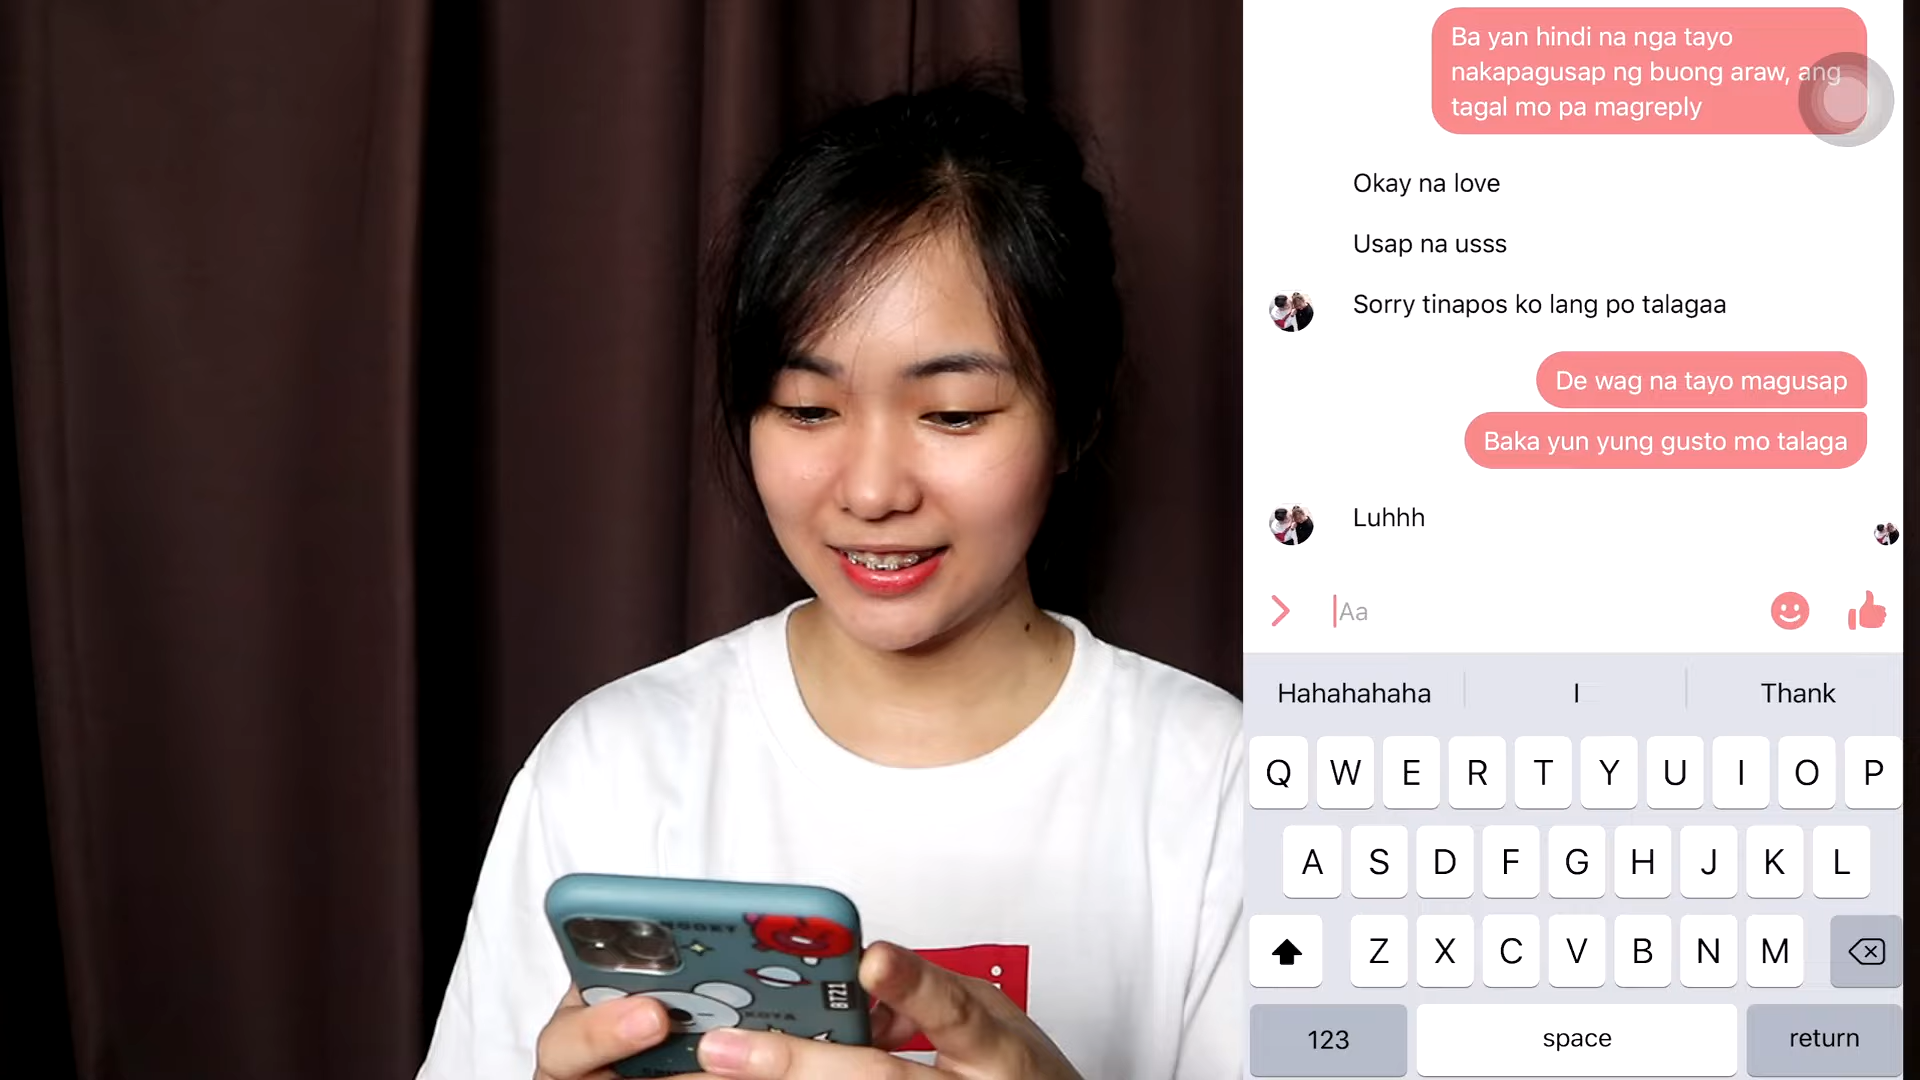 Ba yan hindi na nga tayo
nakapagusap ng buong araw, ang
tagal mo pa magreply
Okay na love
Usap na usss
Sorry tinapos ko lang po talagaa
De wag na tayo magusap
Baka yun yung gusto mo talaga
Luhhh
Aa
Hahahahaha I Thank
Q W E R T Y U I O P
A S D F G H J K L
Z X C V B N M
123 space return
BT21
KOYA